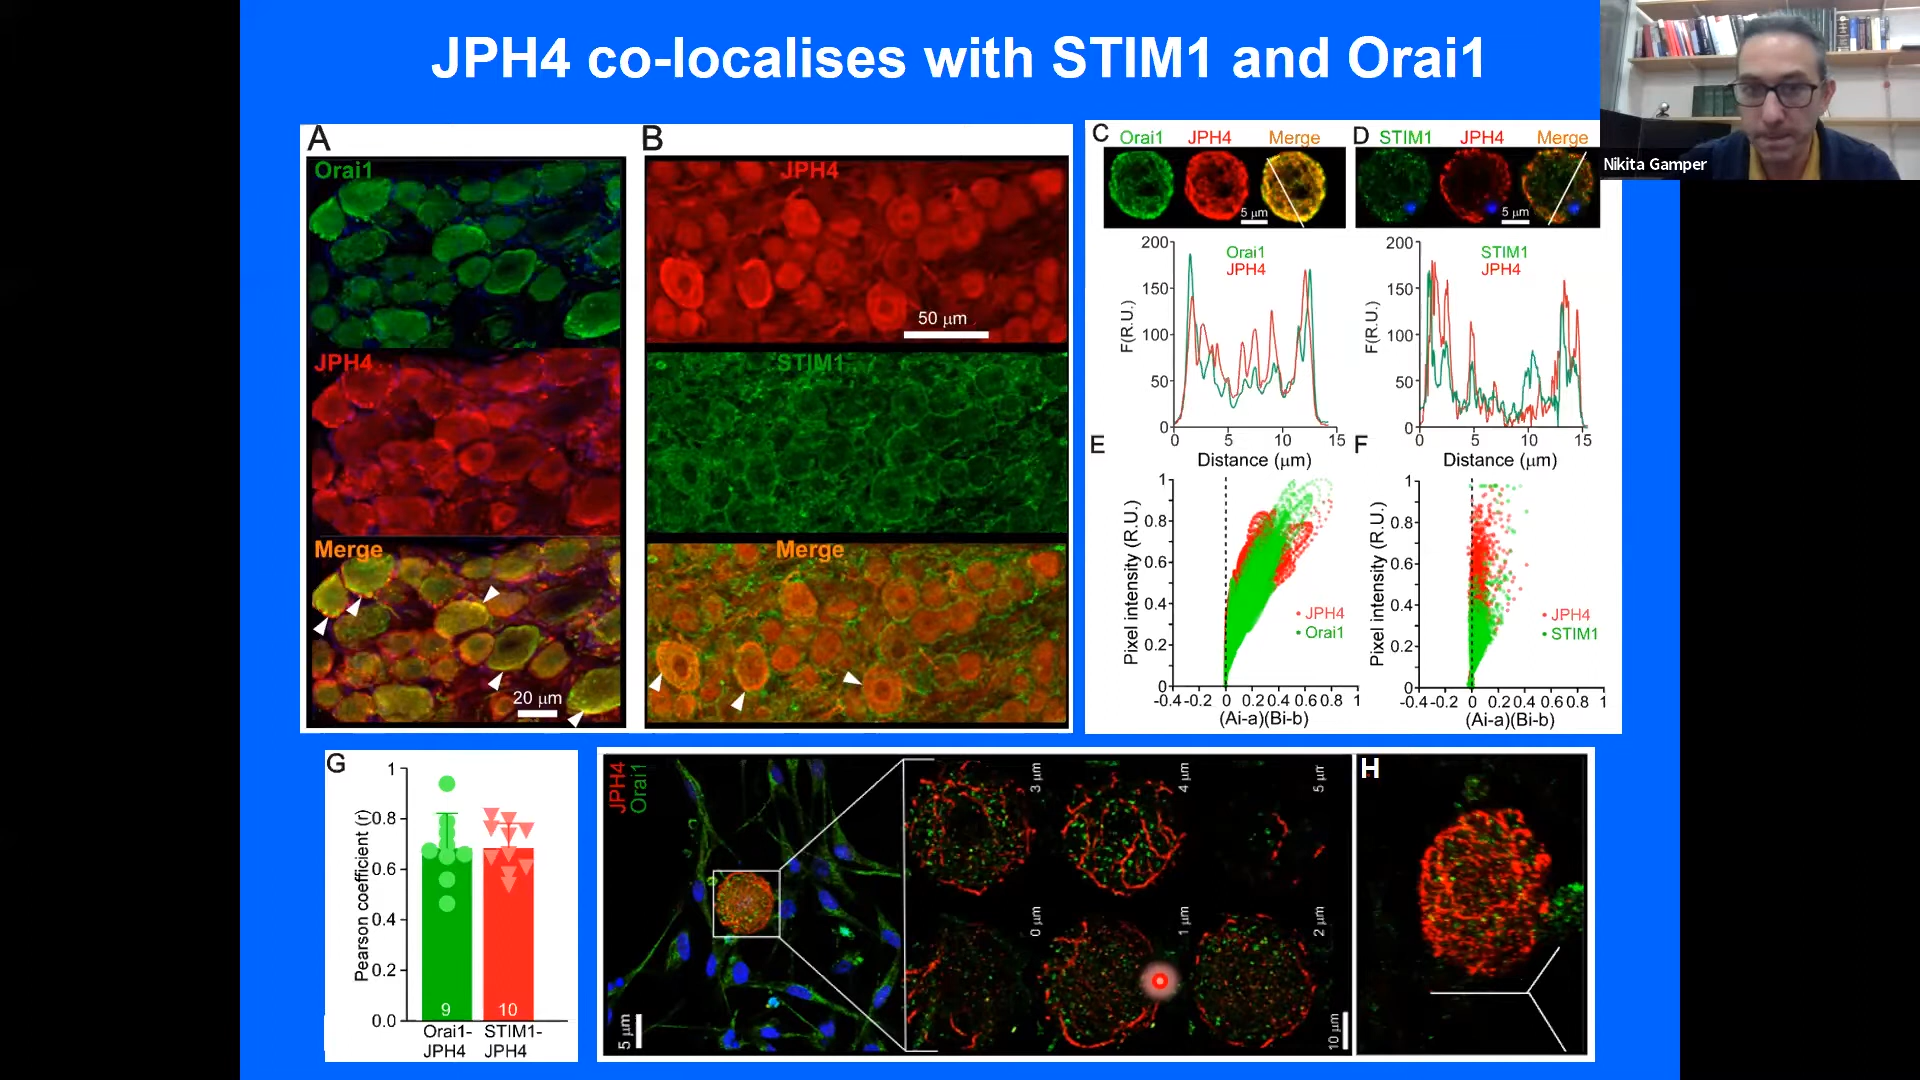 JPH4 co-localises with STIM1 and Orai1
Nikita Gamper
A
Orai1
JPH4
Merge
20 μm
B
JPH4
50 μm
STIM1
Merge
C
Orai1 JPH4 Merge
5 μm
200
150
100
50
0
F(R.U.)
Orai1
JPH4
0 5 10 15
Distance (μm)
D
STIM1 JPH4 Merge
5 μm
200
150
100
50
0
F(R.U.)
STIM1
JPH4
0 5 10 15
Distance (μm)
E
1
0.8
0.6
0.4
0.2
0
Pixel intensity (R.U.)
JPH4
Orai1
-0.4 -0.2 0 0.2 0.4 0.6 0.8 1
(Ai-a)(Bi-b)
F
1
0.8
0.6
0.4
0.2
0
Pixel intensity (R.U.)
JPH4
STIM1
-0.4 -0.2 0 0.2 0.4 0.6 0.8 1
(Ai-a)(Bi-b)
G
1
0.8
0.6
0.4
0.2
0.0
Pearson coefficient (r)
9 10
Orai1- STIM1-
JPH4 JPH4
JPH4
Orai1
5 μm
3 μm
4 μm
0 μm
1 μm
2 μm
10 μm
H